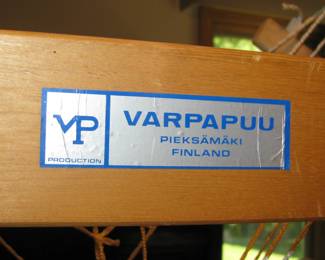 VP
PRODUCTION
VARPAPUU
PIEKSÄMÄKI
FINLAND